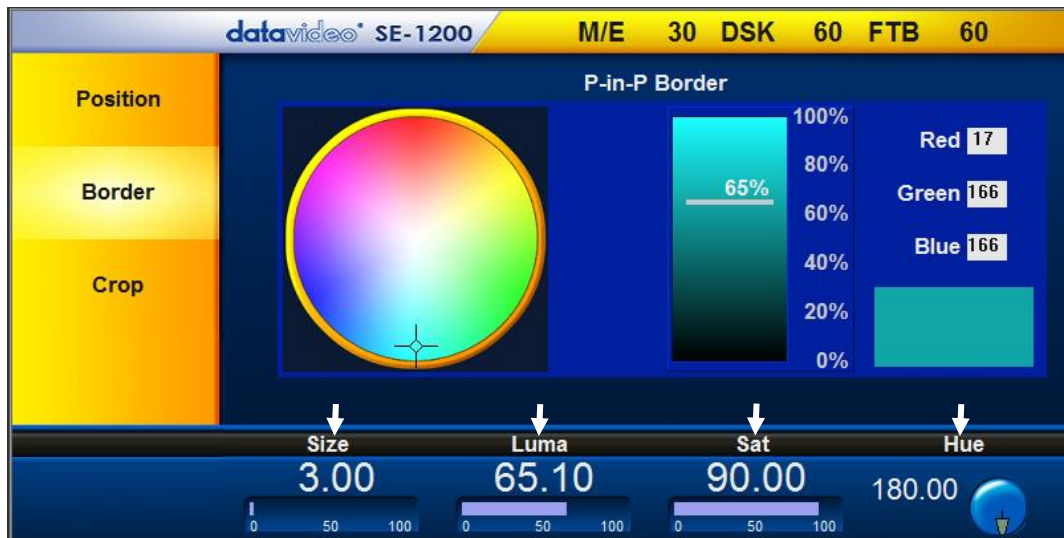 datavideo SE-1200 M/E 30 DSK 60 FTB 60
P-in-P Border
Position
Border
Crop
100%
80%
65%
60%
40%
20%
0%
Red 17
Green 166
Blue 166
Size Luma Sat Hue
3.00 65.10 90.00 180.00
0 50 100 0 50 100 0 50 100